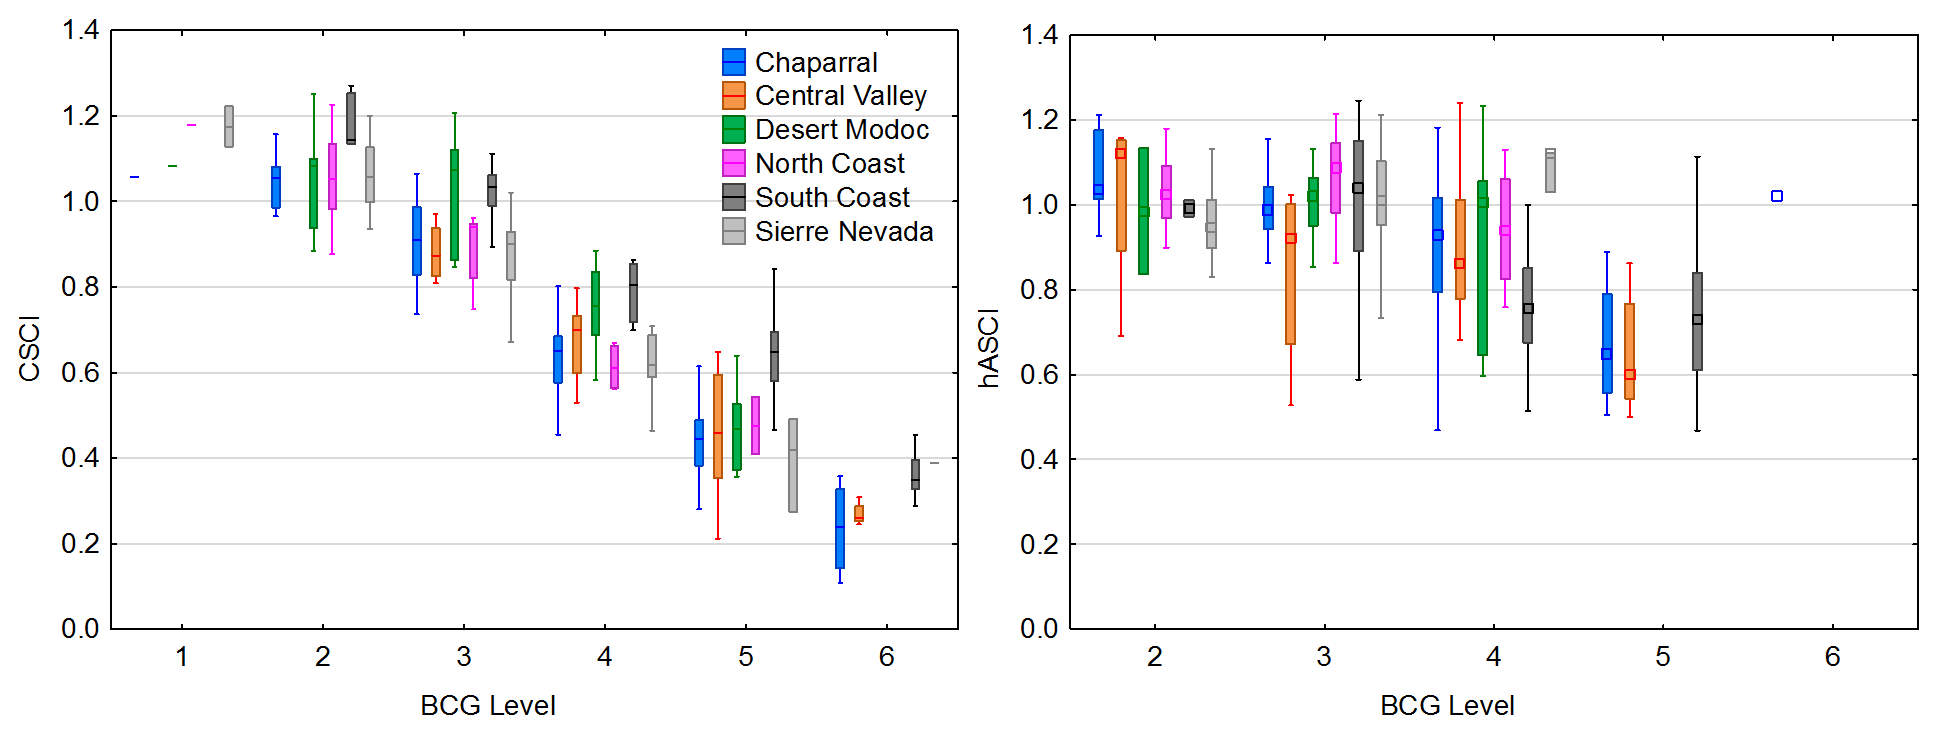 1.4
1.2
1.0
0.8
0.6
0.4
0.2
0.0
CSCI
1 2 3 4 5 6
BCG Level
Chaparral
Central Valley
Desert Modoc
North Coast
South Coast
Sierre Nevada
1.4
1.2
1.0
0.8
0.6
0.4
0.2
0.0
hASCI
2 3 4 5 6
BCG Level